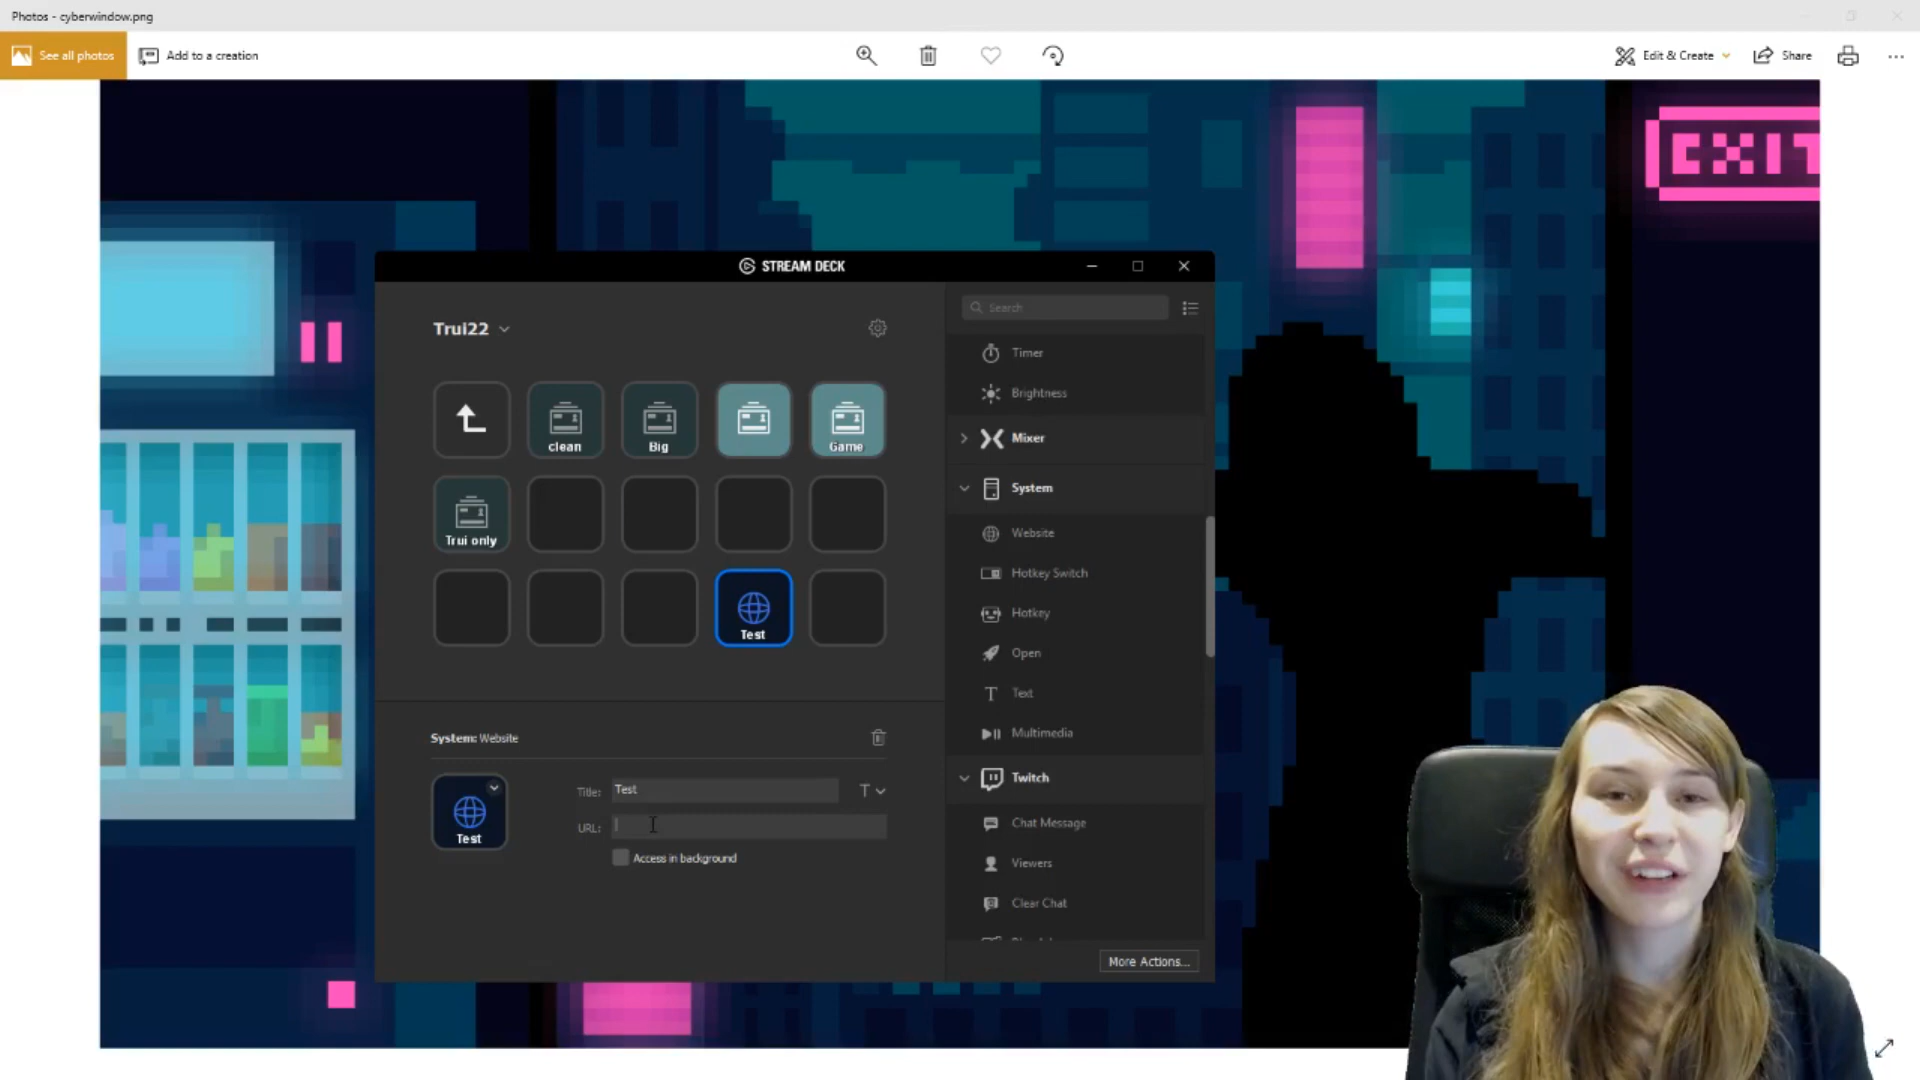 Photos - cyberwindow.png
See all photos
Add to a creation
Edit & Create
Share
EXIT
STREAM DECK
Trui22
Search
clean
Big
Game
Trui only
Test
Timer
Brightness
Mixer
System
Website
Hotkey Switch
Hotkey
Open
Text
Multimedia
Twitch
Chat Message
Viewers
Clear Chat
More Actions...
System: Website
Test
Title: Test
T
URL:
Access in background